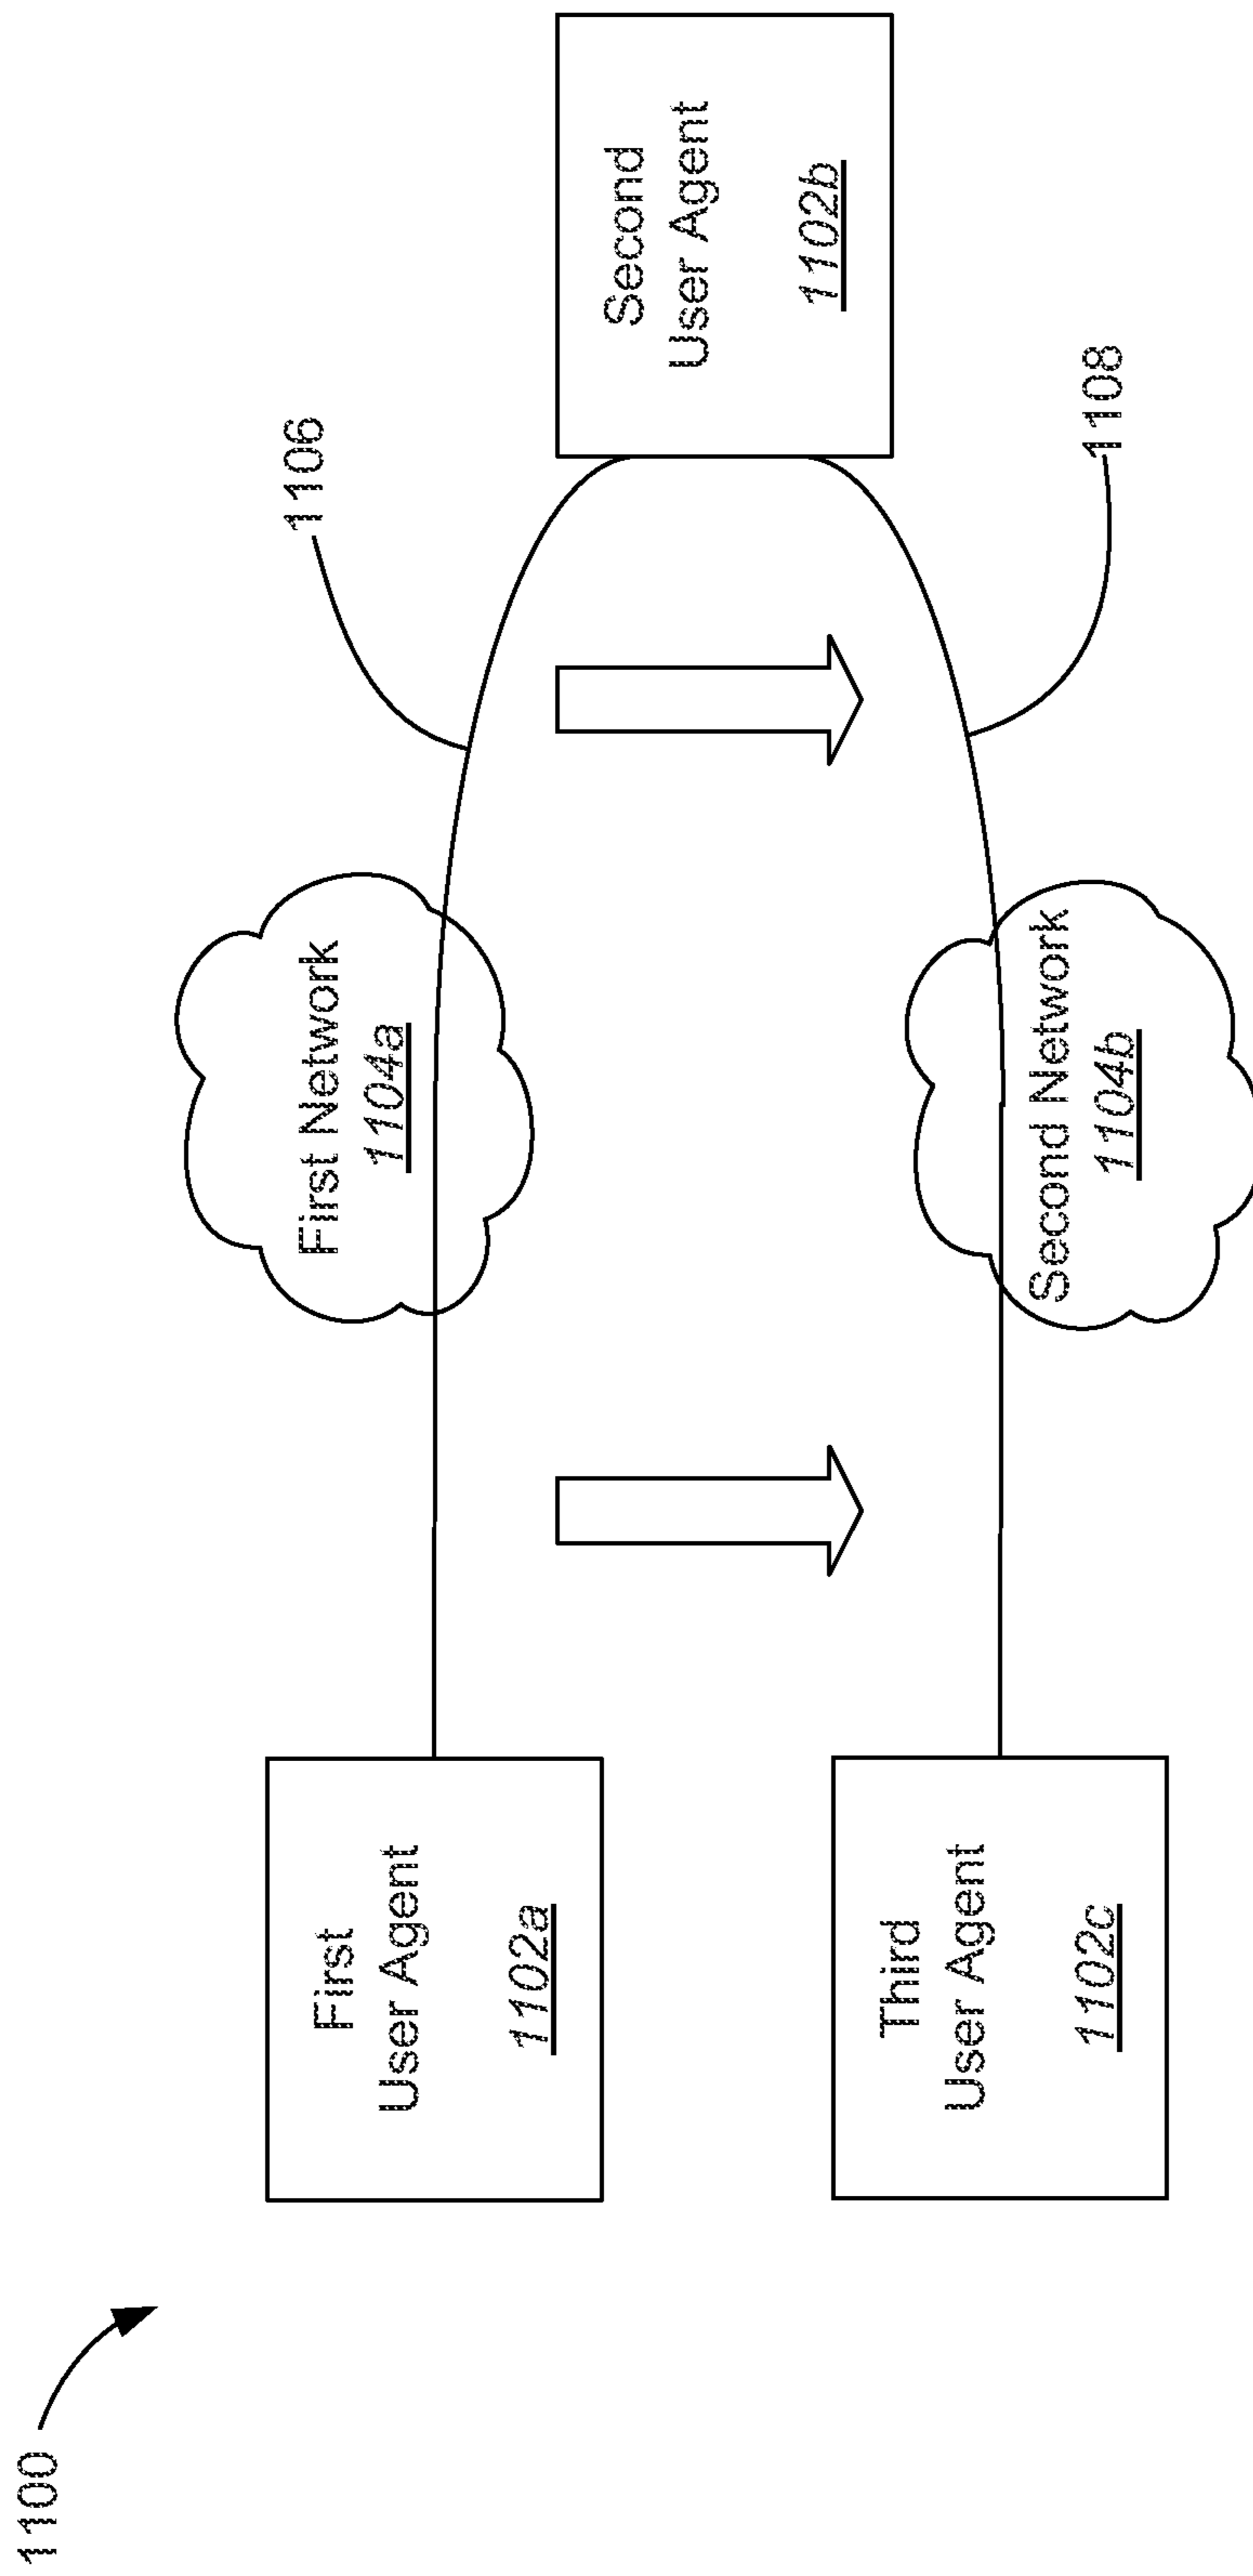 1100
First
User Agent
1102a
Third
User Agent
1102c
First Network
1104a
Second Network
1104b
1106
1108
Second
User Agent
1102b